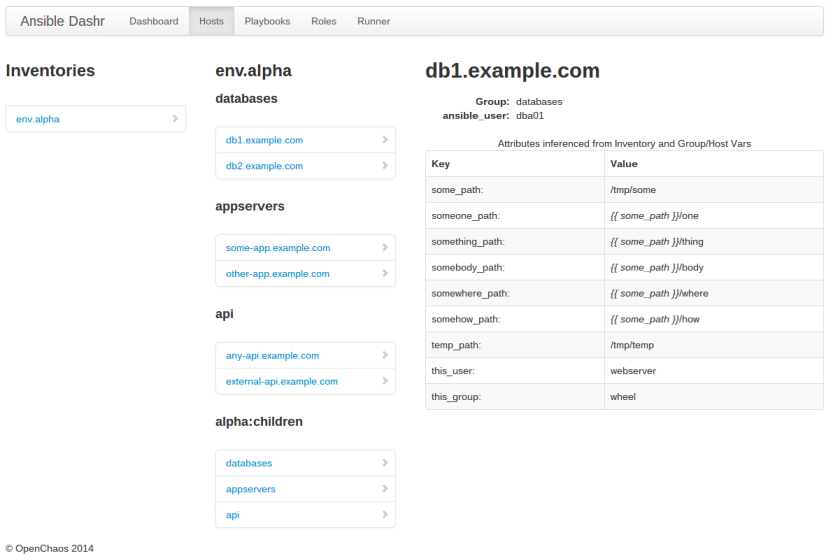 Ansible Dashr Dashboard Hosts Playbooks Roles Runner
Inventories
env.alpha
env.alpha
databases
db1.example.com
db2.example.com
appservers
some-app.example.com
other-app.example.com
api
any-api.example.com
external-api.example.com
alpha:children
databases
appservers
api
db1.example.com
Group: databases
ansible_user: dba01
Attributes inferenced from Inventory and Group/Host Vars
Key Value
some_path: /tmp/some
someone_path: {{ some_path }}/one
something_path: {{ some_path }}/thing
somebody_path: {{ some_path }}/body
somewhere_path: {{ some_path }}/where
somehow_path: {{ some_path }}/how
temp_path: /tmp/temp
this_user: webserver
this_group: wheel
© OpenChaos 2014